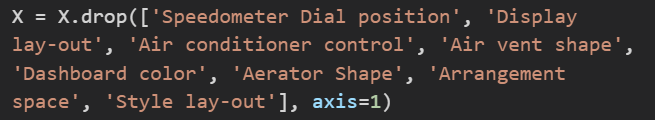 X = X.drop(['Speedometer Dial position', 'Display
lay-out', 'Air conditioner control', 'Air vent shape',
'Dashboard color', 'Aerator Shape', 'Arrangement
space', 'Style lay-out'], axis=1)